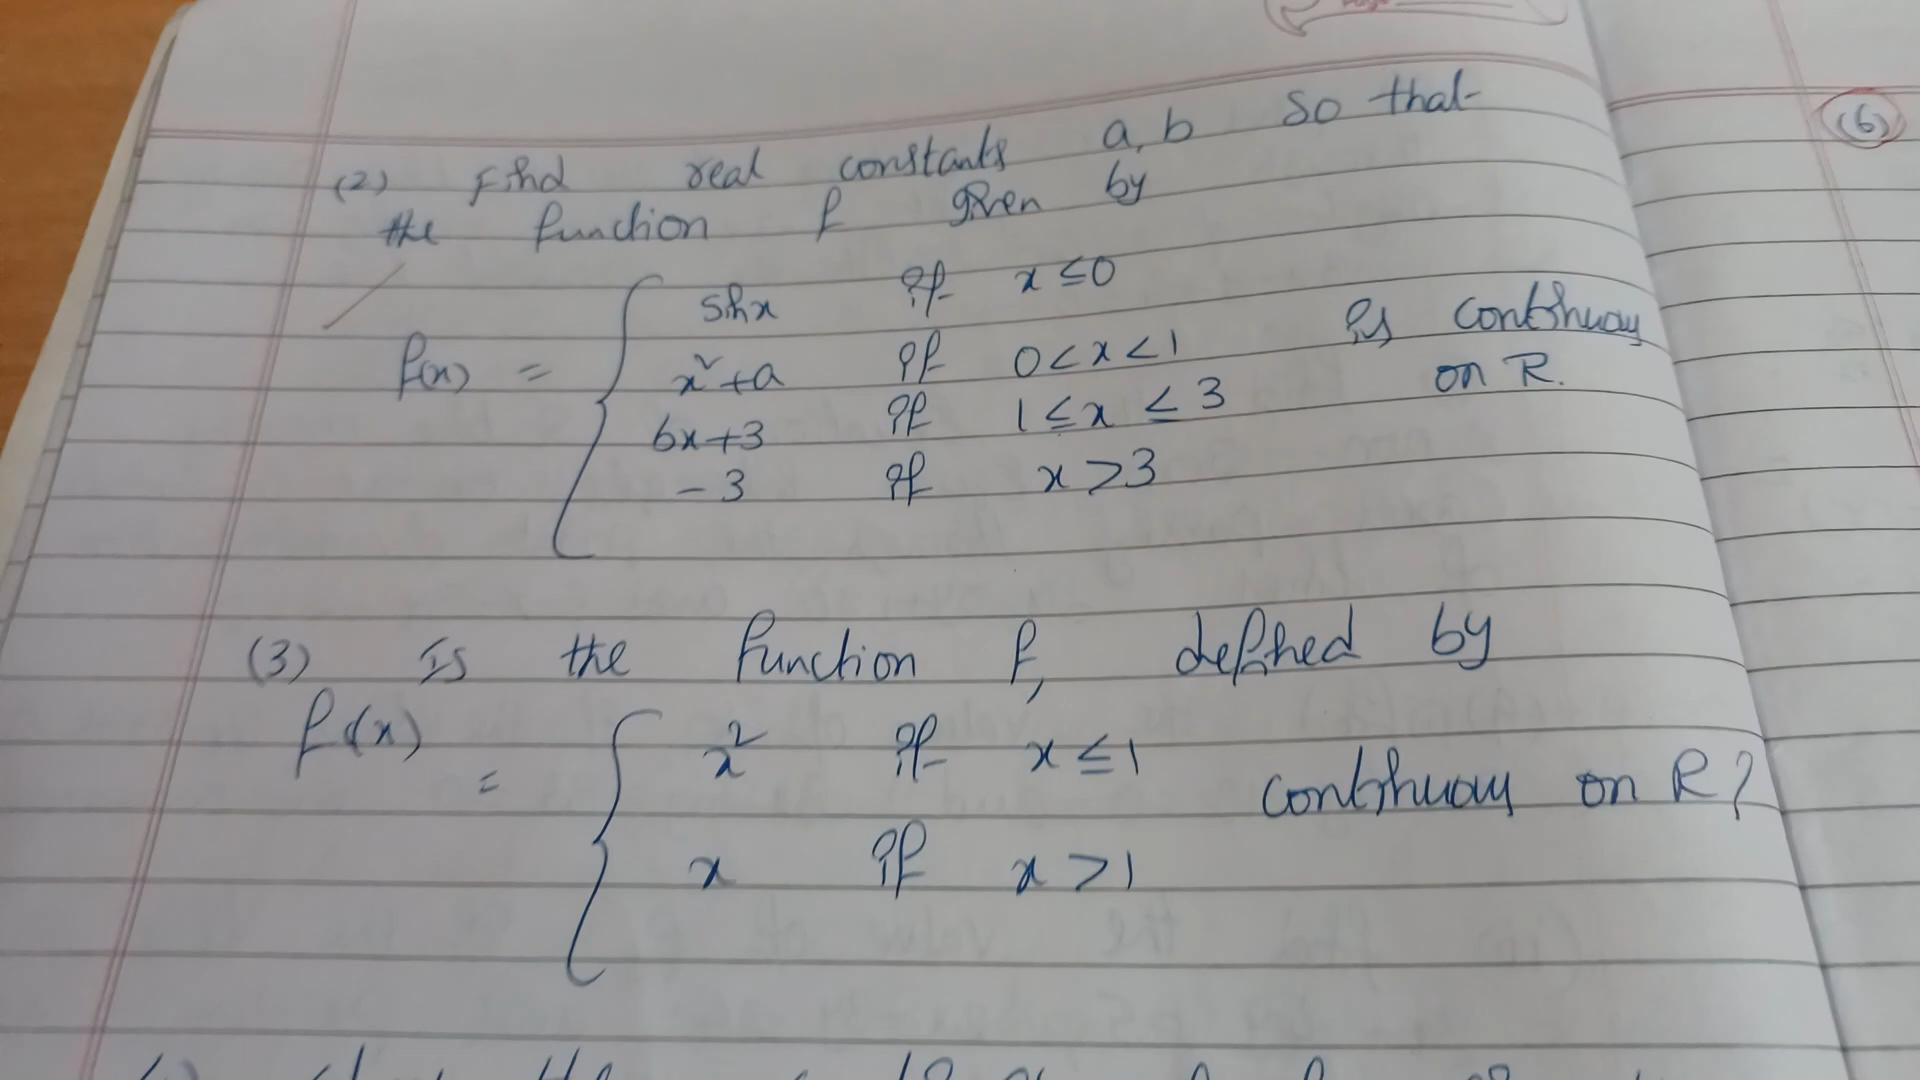 (6)
(2) Find real constants a, b so that
the function f given by
f(x) = sin x if x ≤ 0
x² + a if 0 < x < 1
6x + 3 if 1 ≤ x ≤ 3
- 3 if x > 3
is continuous on R.
(3) Is the function f, defined by
f(x) = x² if x ≤ 1
x if x > 1
continuous on R?